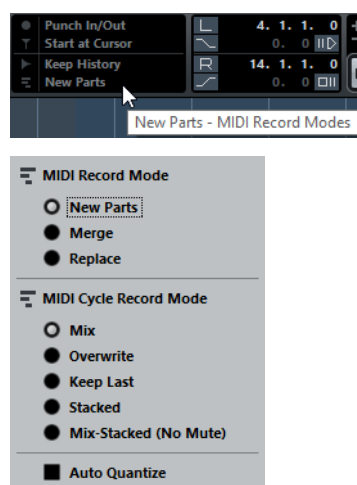 Punch In/Out L 4. 1. 1. 0
Start at Cursor 0. 0
Keep History R 14. 1. 1. 0
New Parts 0. 0
New Parts - MIDI Record Modes
MIDI Record Mode
New Parts
Merge
Replace
MIDI Cycle Record Mode
Mix
Overwrite
Keep Last
Stacked
Mix-Stacked (No Mute)
Auto Quantize